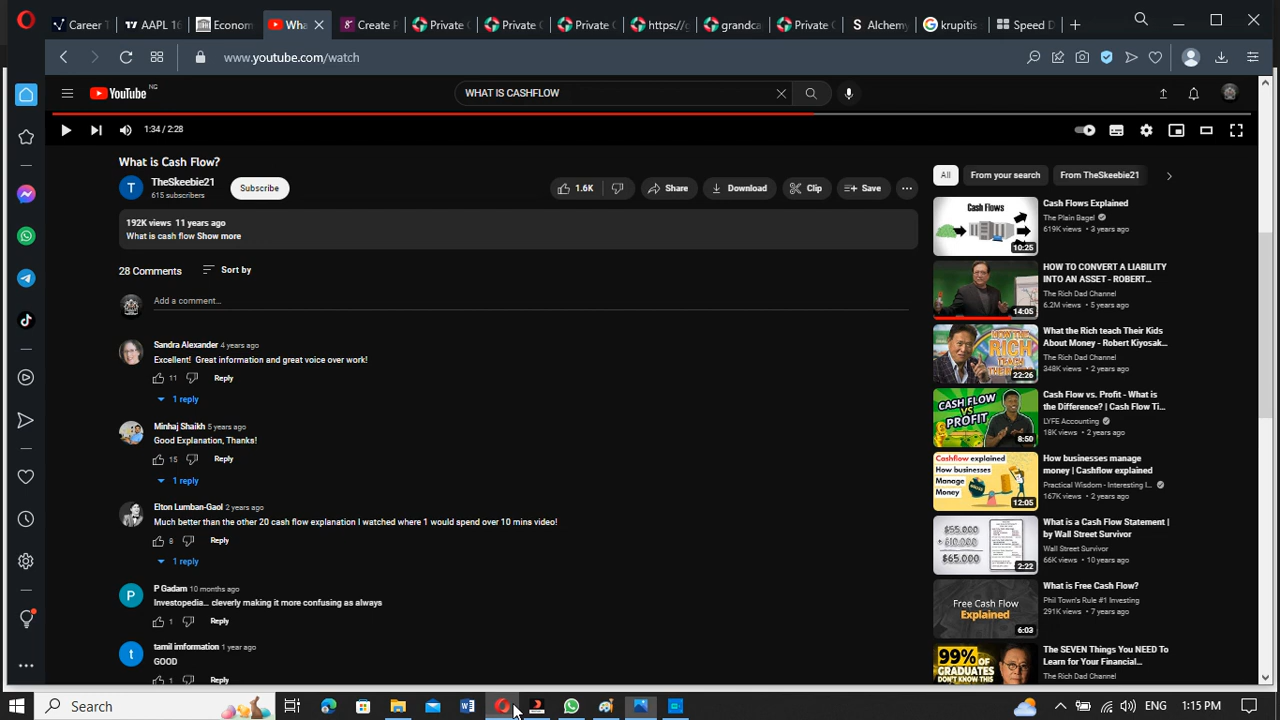 Career T
AAPL 16
Econom
Wha
Create P
Private C
Private C
Private C
https://g
grandca
Private C
Alchemy
krupitis
Speed D
www.youtube.com/watch
YouTube NG
WHAT IS CASHFLOW
1:34 / 2:28
What is Cash Flow?
TheSkeebie21
615 subscribers
Subscribe
1.6K
Share
Download
Clip
Save
192K views 11 years ago
What is cash flow Show more
28 Comments
Sort by
Add a comment...
Sandra Alexander 4 years ago
Excellent! Great information and great voice over work!
11
Reply
1 reply
Minhaj Shaikh 5 years ago
Good Explanation, Thanks!
15
Reply
1 reply
Elton Lumban-Gaol 2 years ago
Much better than the other 20 cash flow explanation I watched where 1 would spend over 10 mins video!
8
Reply
1 reply
P Gadam 10 months ago
Investopedia... cleverly making it more confusing as always
1
Reply
tamil imformation 1 year ago
GOOD
1
Reply
All
From your search
From TheSkeebie21
Cash Flows
10:25
Cash Flows Explained
The Plain Bagel
619K views • 3 years ago
14:05
HOW TO CONVERT A LIABILITY
INTO AN ASSET - ROBERT...
The Rich Dad Channel
6.2M views • 5 years ago
HOW THE
RICH
TEACH
22:26
What the Rich teach Their Kids
About Money - Robert Kiyosak...
The Rich Dad Channel
348K views • 2 years ago
CASH FLOW
VS
PROFIT
8:50
Cash Flow vs. Profit - What is
the Difference? | Cash Flow Ti...
LYFE Accounting
18K views • 2 years ago
Cashflow explained
How businesses
Manage
Money
12:05
How businesses manage
money | Cashflow explained
Practical Wisdom - Interesting I...
167K views • 2 years ago
$55,000
+ $10,000
$65,000
2:22
What is a Cash Flow Statement |
by Wall Street Survivor
Wall Street Survivor
66K views • 10 years ago
Free Cash Flow
Explained
6:03
What is Free Cash Flow?
Phil Town's Rule #1 Investing
291K views • 7 years ago
99%
OF
GRADUATES
DON'T KNOW THIS
The SEVEN Things You NEED To
Learn for Your Financial...
The Rich Dad Channel
Search
ENG
1:15 PM